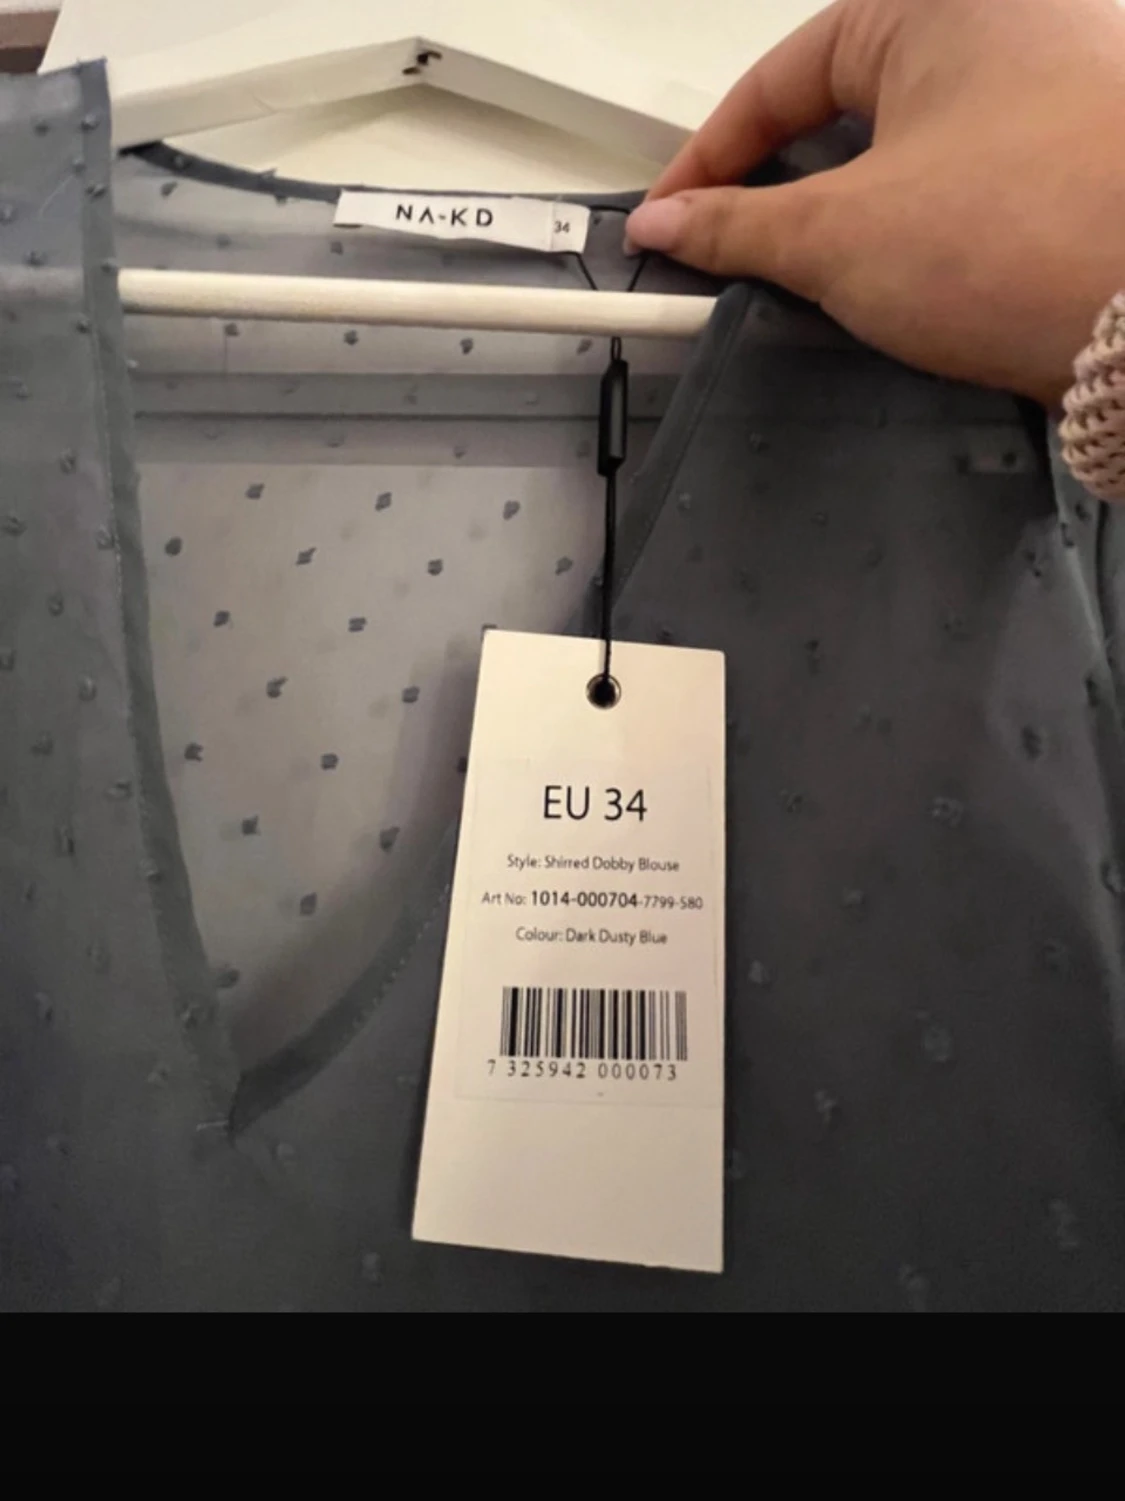 NA-KD
34
EU 34
Style: Shirred Dobby Blouse
Art No: 1014-000704-7799-580
Colour: Dark Dusty Blue
7 325942 000073